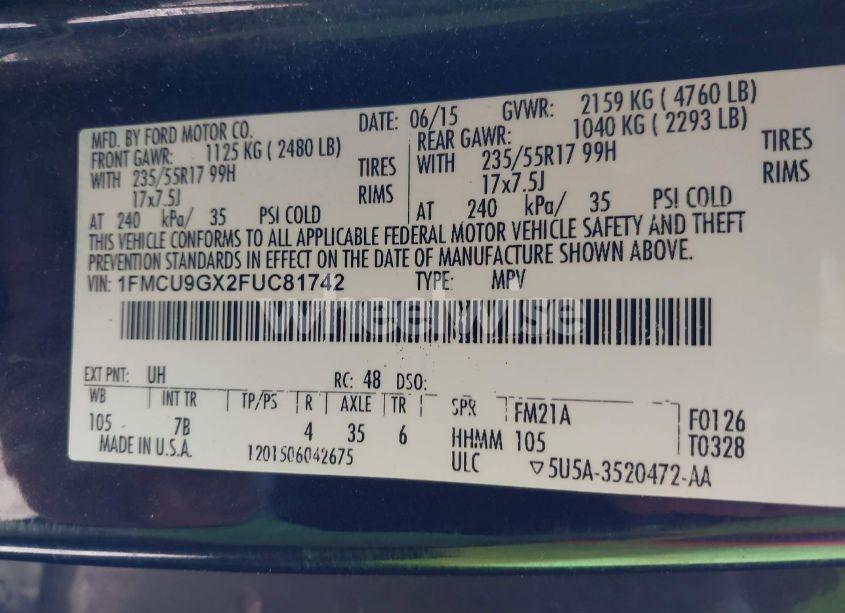 MFD. BY FORD MOTOR CO. DATE: 06/15 GVWR: 2159 KG ( 4760 LB)
FRONT GAWR: 1125 KG ( 2480 LB) REAR GAWR: 1040 KG ( 2293 LB)
WITH 235/55R17 99H TIRES WITH 235/55R17 99H TIRES
17x7.5J RIMS 17x7.5J RIMS
AT 240 kPa/ 35 PSI COLD AT 240 kPa/ 35 PSI COLD
THIS VEHICLE CONFORMS TO ALL APPLICABLE FEDERAL MOTOR VEHICLE SAFETY AND THEFT
PREVENTION STANDARDS IN EFFECT ON THE DATE OF MANUFACTURE SHOWN ABOVE.
VIN: 1FMCU9GX2FUC81742 TYPE: MPV
wheelwise
EXT PNT: UH RC: 48 DSO:
WB INT TR TP/PS R AXLE TR SPR FM21A F0126
105 7B 4 35 6 HHMM 105 T0328
MADE IN U.S.A. 1201506042675 ULC ▽5U5A-3520472-AA